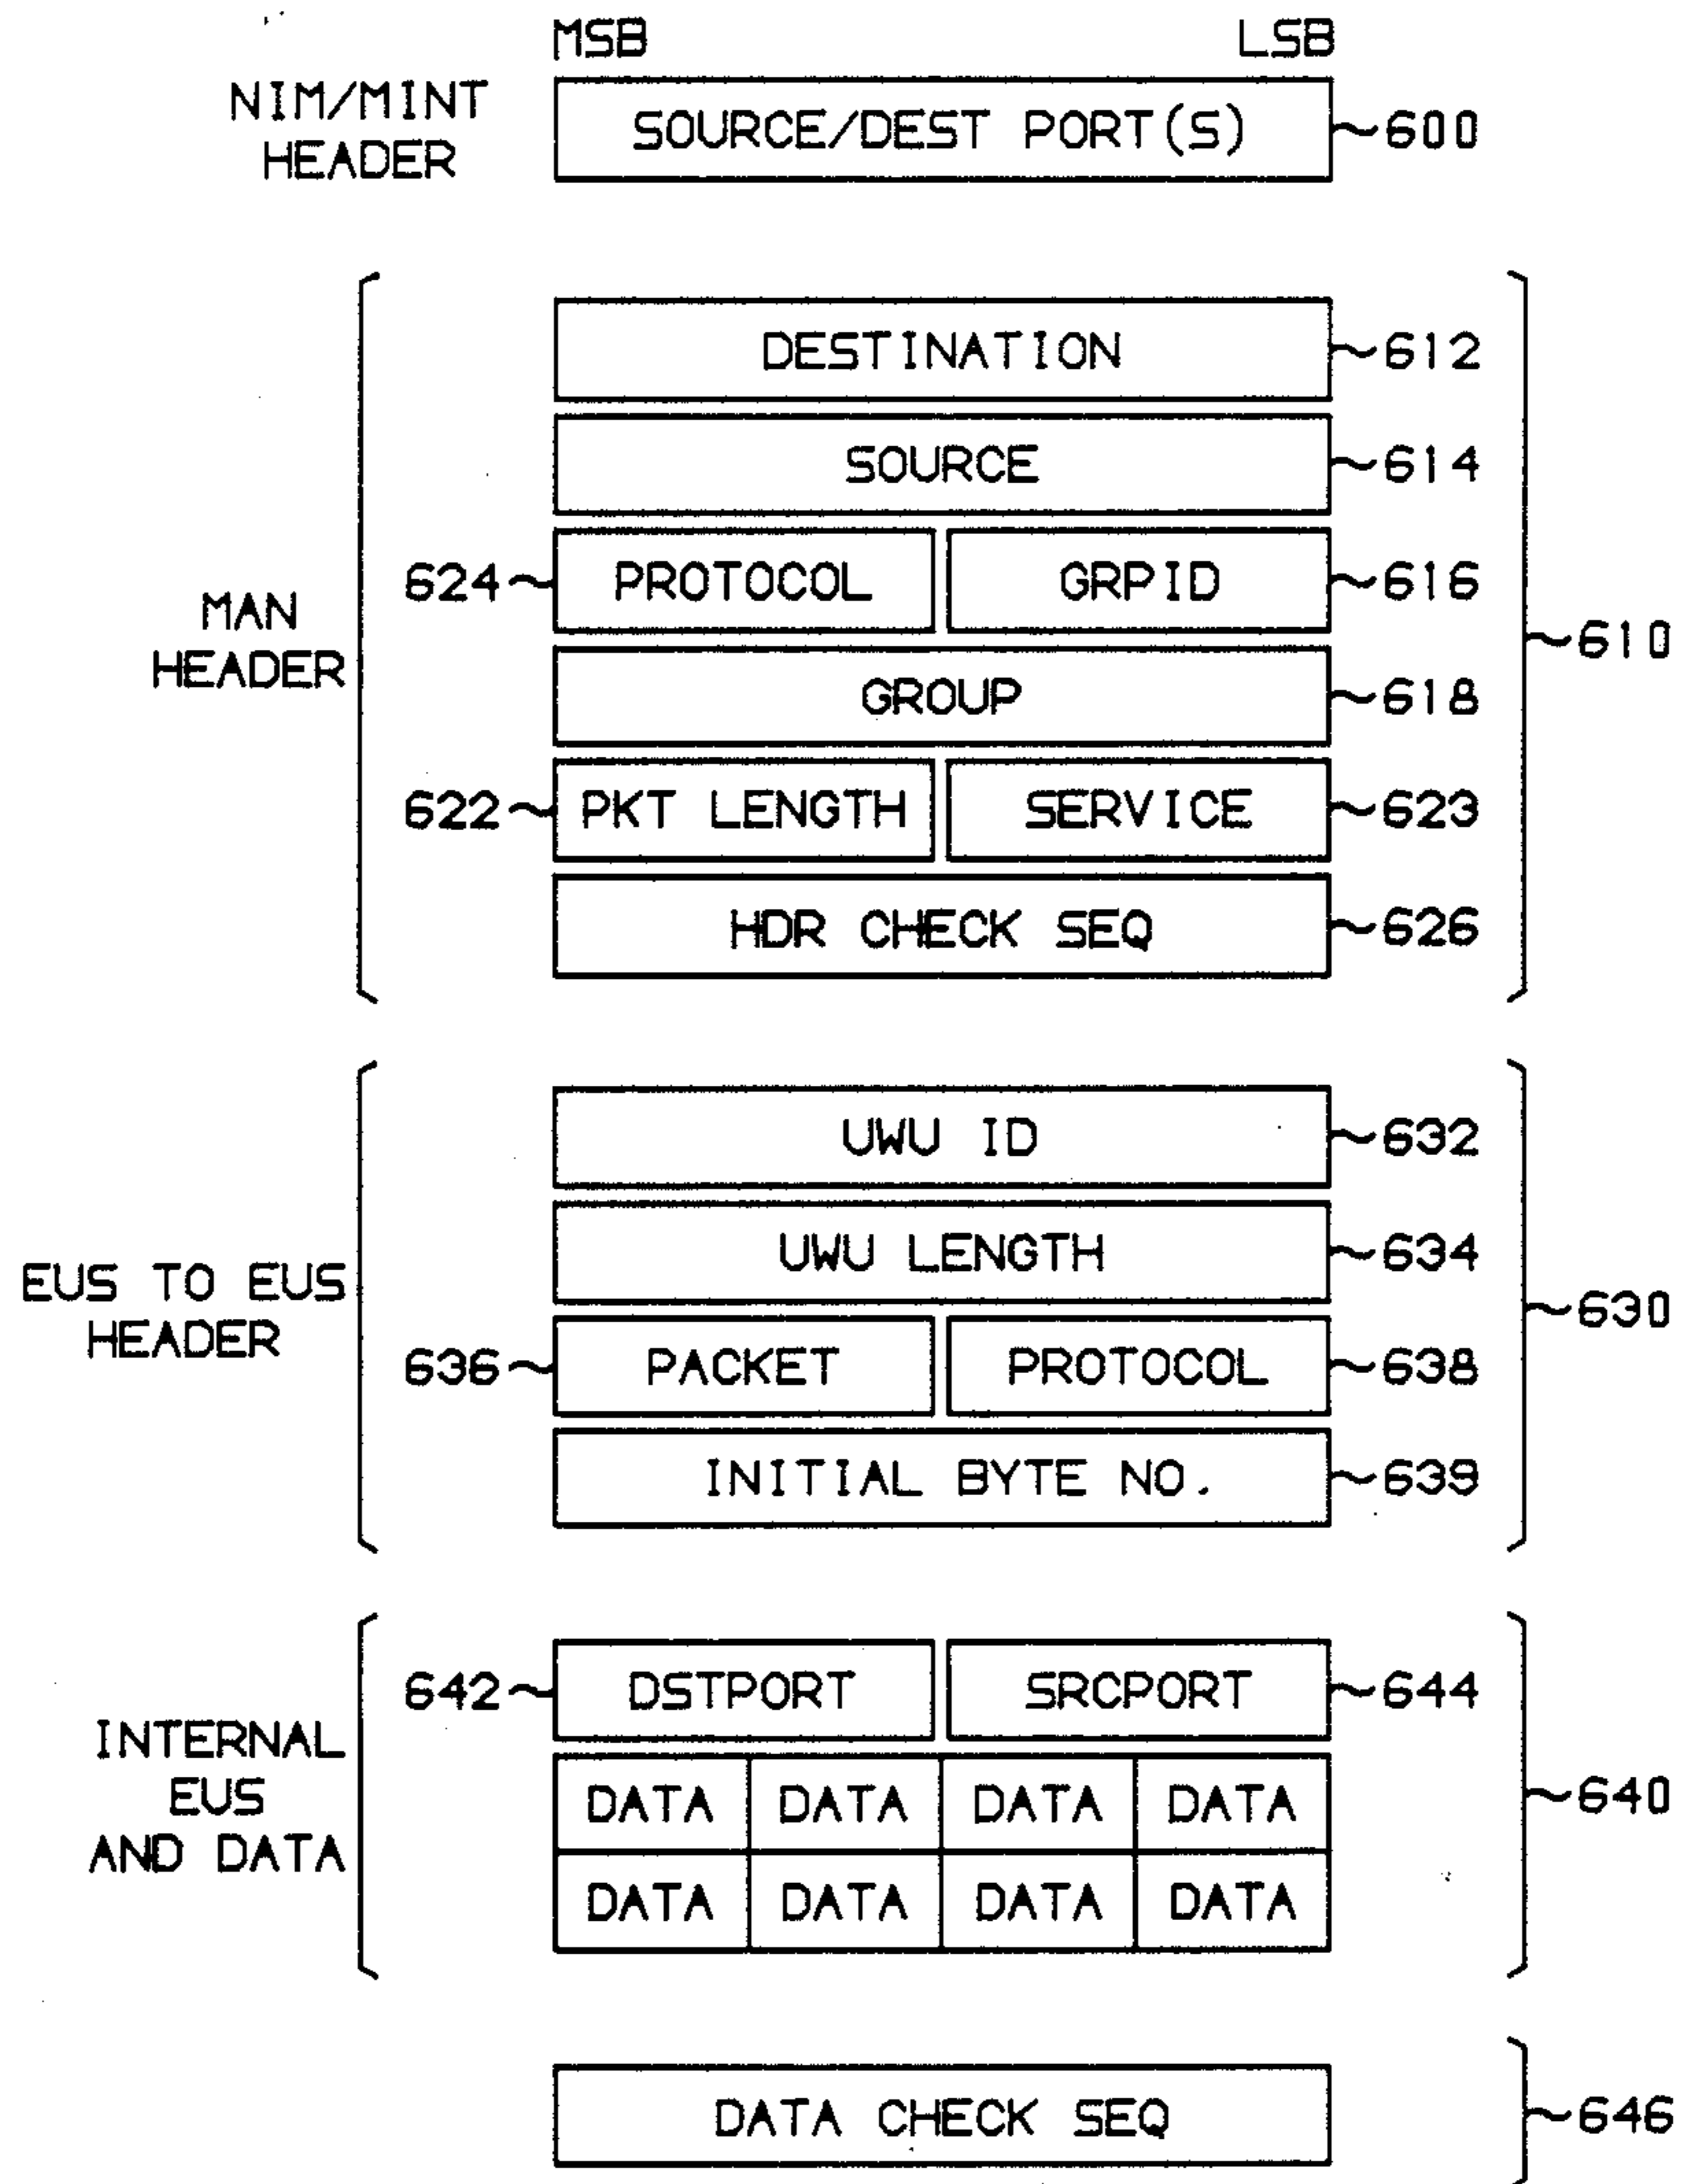 MSB LSB
NIM/MINT
HEADER
SOURCE/DEST PORT(S) 600
MAN
HEADER
610
DESTINATION 612
SOURCE 614
624 PROTOCOL GRPID 616
GROUP 618
622 PKT LENGTH SERVICE 623
HDR CHECK SEQ 626
EUS TO EUS
HEADER
630
UWU ID 632
UWU LENGTH 634
636 PACKET PROTOCOL 638
INITIAL BYTE NO. 639
INTERNAL
EUS
AND DATA
640
642 DSTPORT SRCPORT 644
DATA DATA DATA DATA
DATA DATA DATA DATA
DATA CHECK SEQ 646